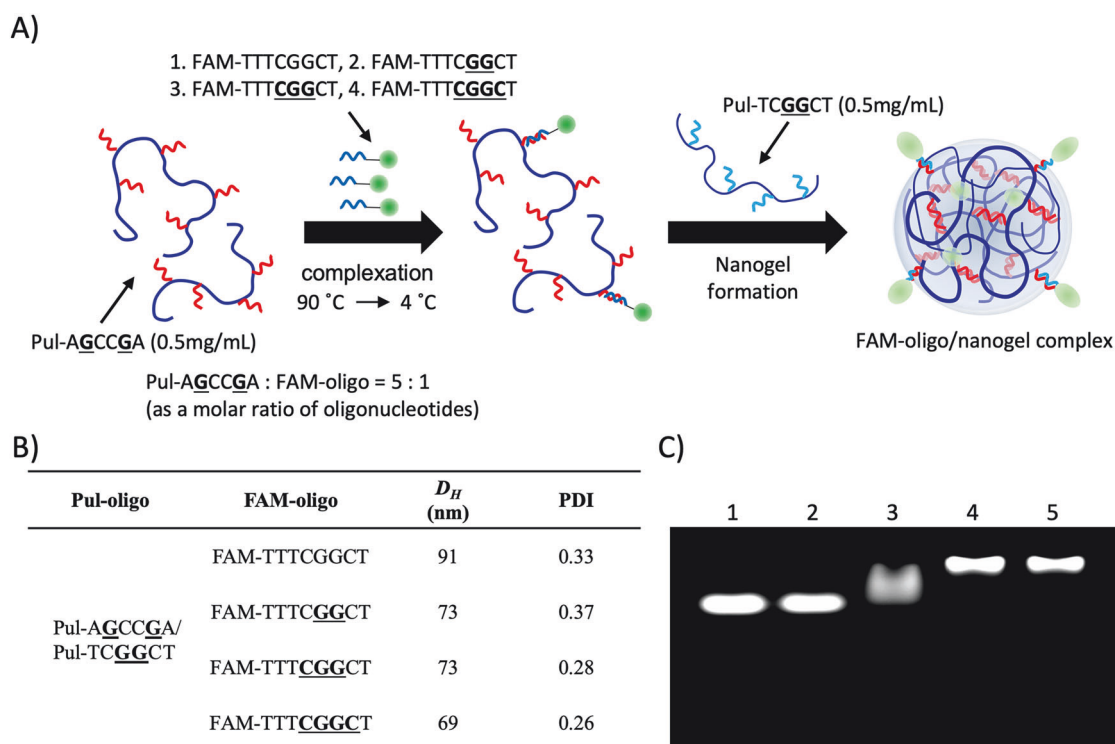 A)
1. FAM-TTTCGGCT, 2. FAM-TTTCGGCT
3. FAM-TTTCGGCT, 4. FAM-TTTCGGCT
Pul-TCGGCT (0.5mg/mL)
complexation
90 ˚C → 4 ˚C
Nanogel
formation
Pul-AGCCGA (0.5mg/mL)
FAM-oligo/nanogel complex
Pul-AGCCGA : FAM-oligo = 5 : 1
(as a molar ratio of oligonucleotides)
B)
Pul-oligo FAM-oligo D_H (nm) PDI
FAM-TTTCGGCT 91 0.33
FAM-TTTCGGCT 73 0.37
Pul-AGCCGA/
Pul-TCGGCT
FAM-TTTCGGCT 73 0.28
FAM-TTTCGGCT 69 0.26
C)
1 2 3 4 5